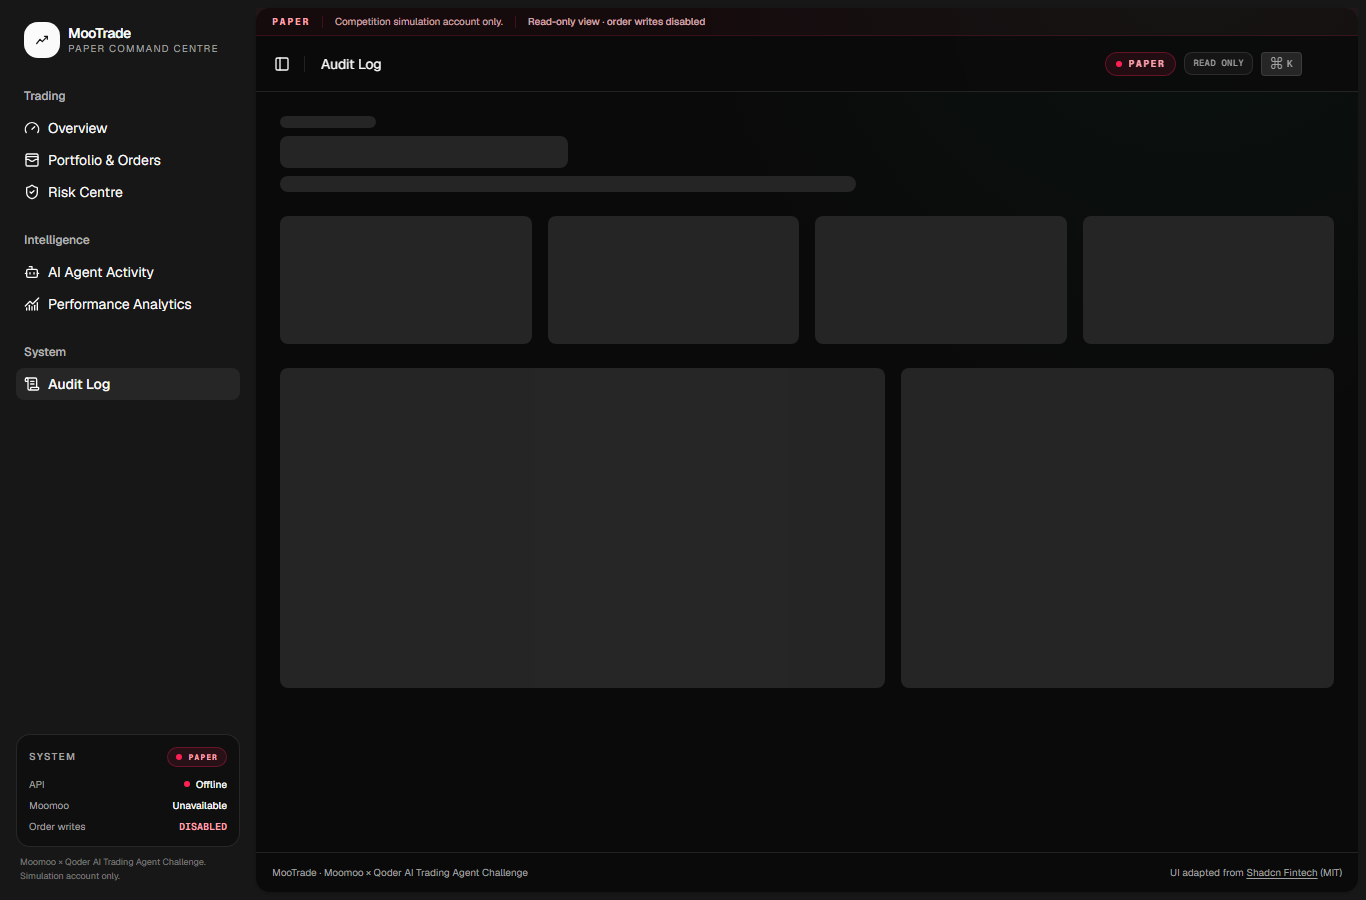 MooTrade
PAPER COMMAND CENTRE
Trading
Overview
Portfolio & Orders
Risk Centre
Intelligence
AI Agent Activity
Performance Analytics
System
Audit Log
SYSTEM
PAPER
API
Offline
Moomoo
Unavailable
Order writes
DISABLED
Moomoo × Qoder AI Trading Agent Challenge.
Simulation account only.
PAPER
Competition simulation account only.
Read-only view · order writes disabled
Audit Log
PAPER
READ ONLY
⌘ K
MooTrade · Moomoo × Qoder AI Trading Agent Challenge
UI adapted from Shadcn Fintech (MIT)